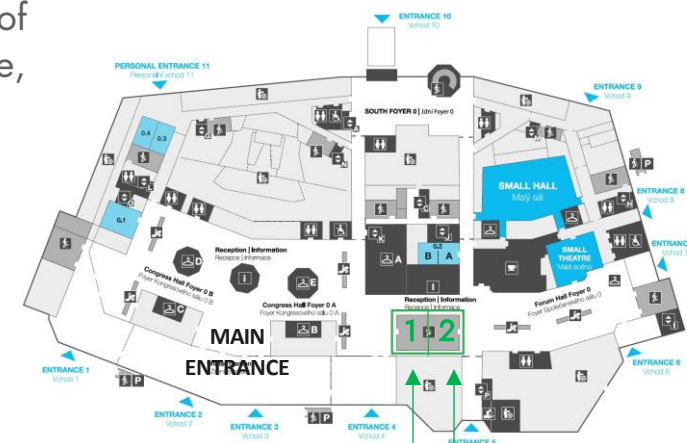 of
e,
ENTRANCE 10
Vchod 10
PERSONAL ENTRANCE 11
Personální vchod 11
ENTRANCE 9
Vchod 9
SOUTH FOYER 0 | Jižní Foyer 0
0.4
0.3
0.1
SMALL HALL
Malý sál
ENTRANCE 8
Vchod 8
SMALL
THEATRE
Malá scéna
ENTRANC
Vchod 7
0.2
B
A
A
K
J
I
D
E
C
B
Reception | Information
Recepce | Informace
Congress Hall Foyer 0 B
Foyer Kongresového sálu 0 B
Congress Hall Foyer 0 A
Foyer Kongresového sálu 0 A
Reception | Information
Recepce | Informace
Forum Hall Foyer 0
Foyer Společenského sálu 0
1
2
MAIN
ENTRANCE
P
P
P
P
ENTRANCE 1
Vchod 1
ENTRANCE 2
Vchod 2
ENTRANCE 3
Vchod 3
ENTRANCE 4
Vchod 4
ENTRANCE 5
ENTRANCE 6
Vchod 6